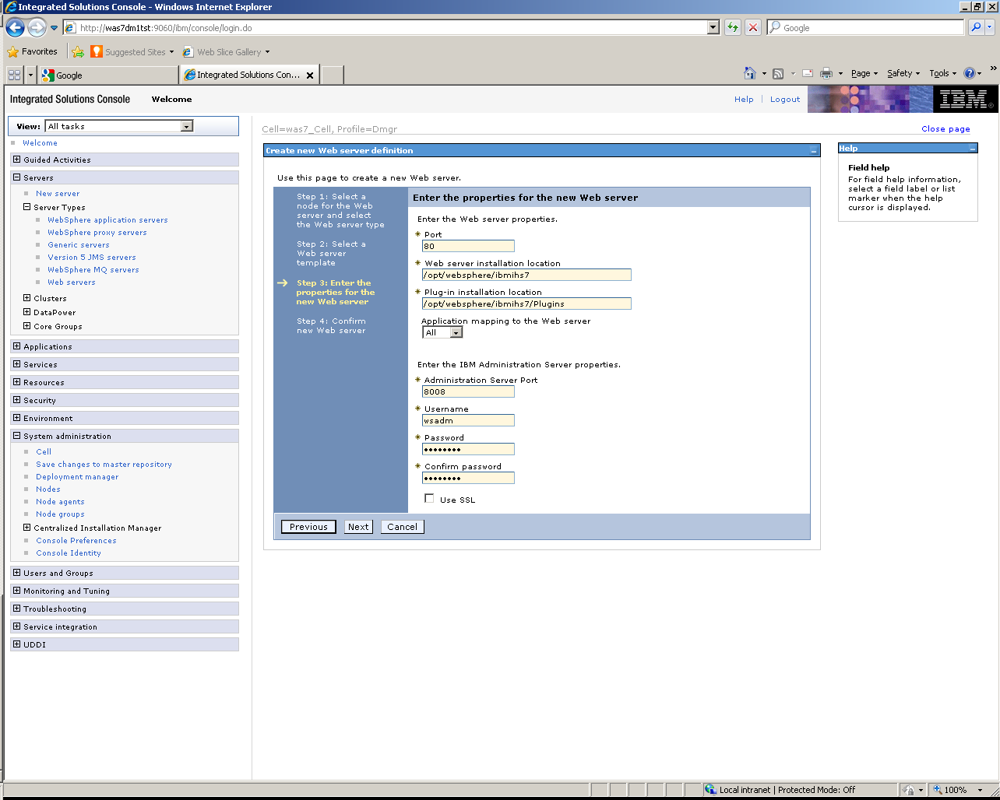 Integrated Solutions Console - Windows Internet Explorer
http://was7dm1tst:9060/ibm/console/login.do
Google
Favorites
Suggested Sites
Web Slice Gallery
Google
Integrated Solutions Con...
Page
Safety
Tools
Integrated Solutions Console Welcome
Help
Logout
IBM
View: All tasks
Welcome
Guided Activities
Servers
New server
Server Types
WebSphere application servers
WebSphere proxy servers
Generic servers
Version 5 JMS servers
WebSphere MQ servers
Web servers
Clusters
DataPower
Core Groups
Applications
Services
Resources
Security
Environment
System administration
Cell
Save changes to master repository
Deployment manager
Nodes
Node agents
Node groups
Centralized Installation Manager
Console Preferences
Console Identity
Users and Groups
Monitoring and Tuning
Troubleshooting
Service integration
UDDI
Cell=was7_Cell, Profile=Dmgr
Close page
Create new Web server definition
Use this page to create a new Web server.
Step 1: Select a
node for the Web
server and select
the Web server type
Step 2: Select a
Web server
template
Step 3: Enter the
properties for the
new Web server
Step 4: Confirm
new Web server
Enter the properties for the new Web server
Enter the Web server properties.
* Port
80
* Web server installation location
/opt/websphere/ibmihs7
* Plug-in installation location
/opt/websphere/ibmihs7/Plugins
Application mapping to the Web server
All
Enter the IBM Administration Server properties.
* Administration Server Port
8008
* Username
wsadm
* Password
••••••••
* Confirm password
••••••••
Use SSL
Previous
Next
Cancel
Help
Field help
For field help information,
select a field label or list
marker when the help
cursor is displayed.
Local intranet | Protected Mode: Off
100%